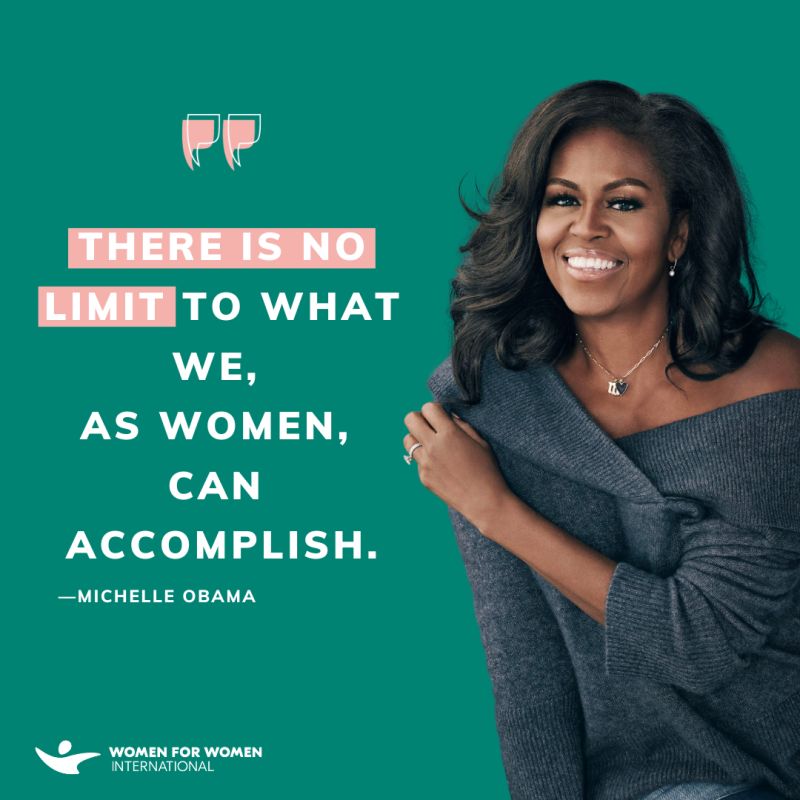 THERE IS NO
LIMIT TO WHAT
WE,
AS WOMEN,
CAN
ACCOMPLISH.
—MICHELLE OBAMA
WOMEN FOR WOMEN
INTERNATIONAL